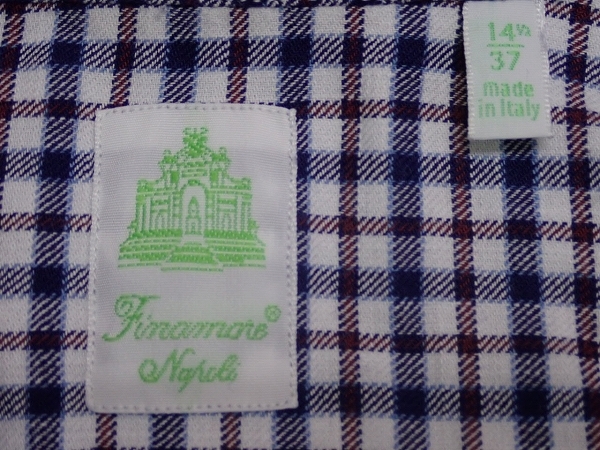 14½
37
made
in Italy
Finamore®
Napoli